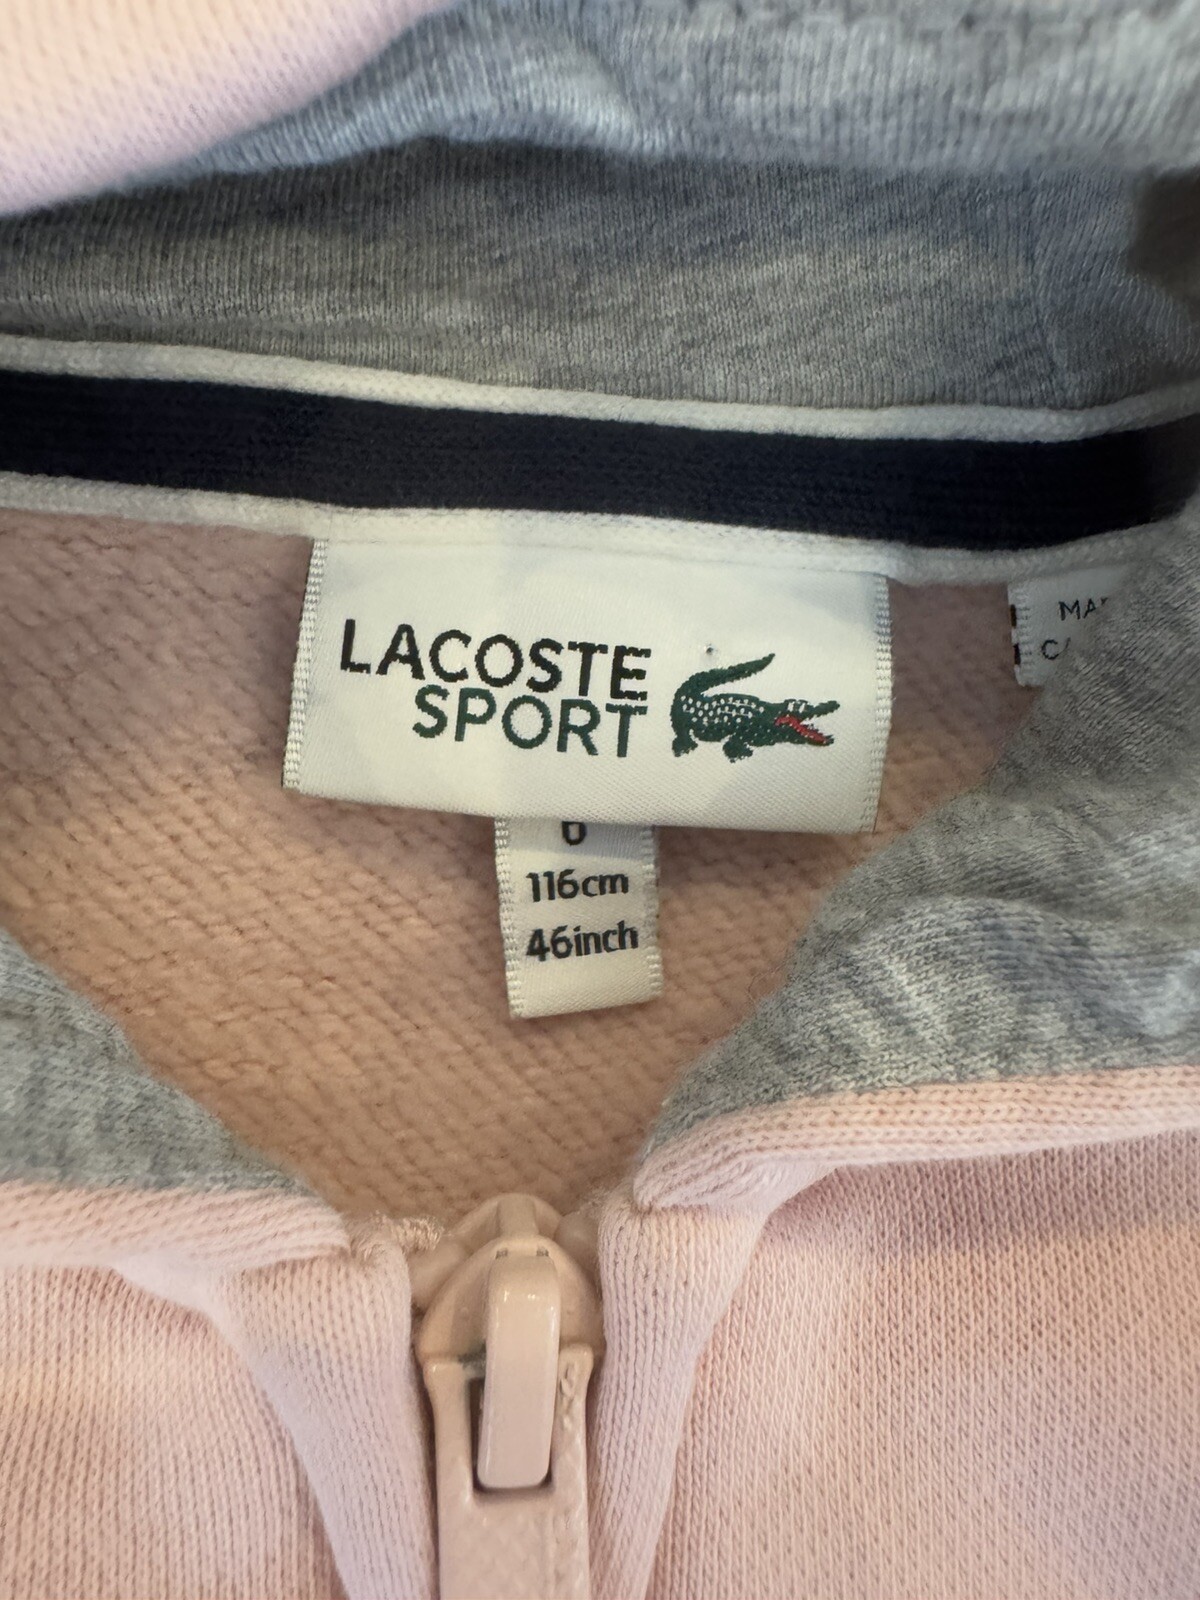 LACOSTE
SPORT
6
116cm
46inch